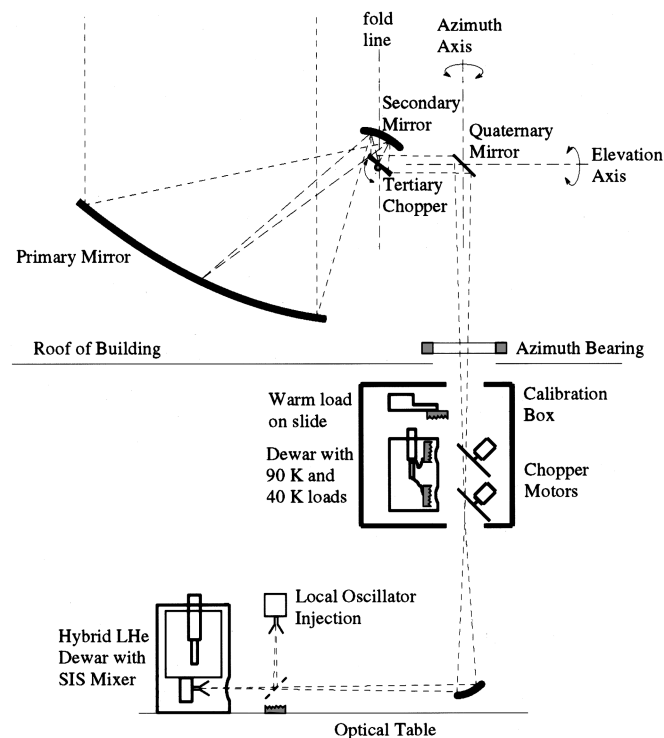 fold
line
Azimuth
Axis
Secondary
Mirror
Quaternary
Mirror
Elevation
Axis
Tertiary
Chopper
Primary Mirror
Roof of Building
Azimuth Bearing
Warm load
on slide
Calibration
Box
Dewar with
90 K and
40 K loads
Chopper
Motors
Local Oscillator
Injection
Hybrid LHe
Dewar with
SIS Mixer
Optical Table